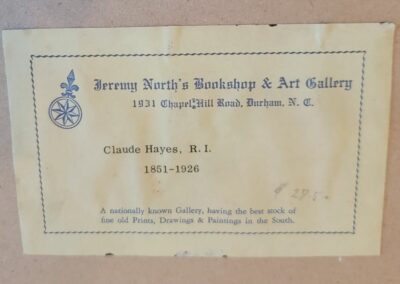 Jeremy North's Bookshop & Art Gallery
1931 Chapel Hill Road, Durham, N. C.
Claude Hayes, R. I.
1851-1926
A nationally known Gallery, having the best stock of
fine old Prints, Drawings & Paintings in the South.